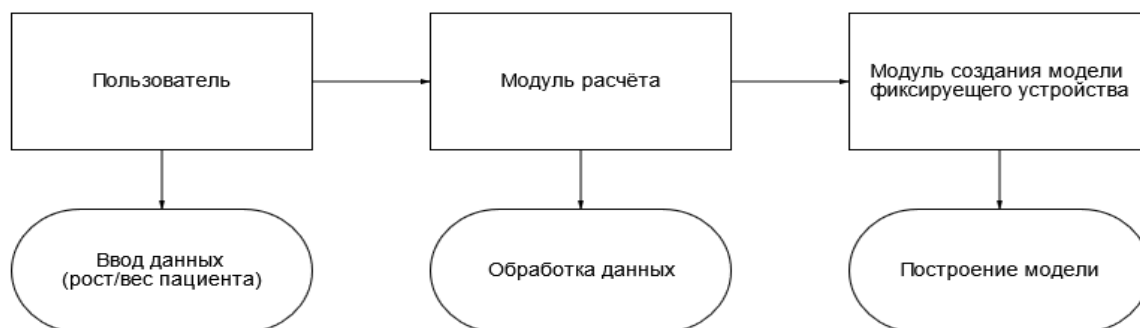 Пользователь
Модуль расчёта
Модуль создания модели
фиксируещего устройства
Ввод данных
(рост/вес пациента)
Обработка данных
Построение модели